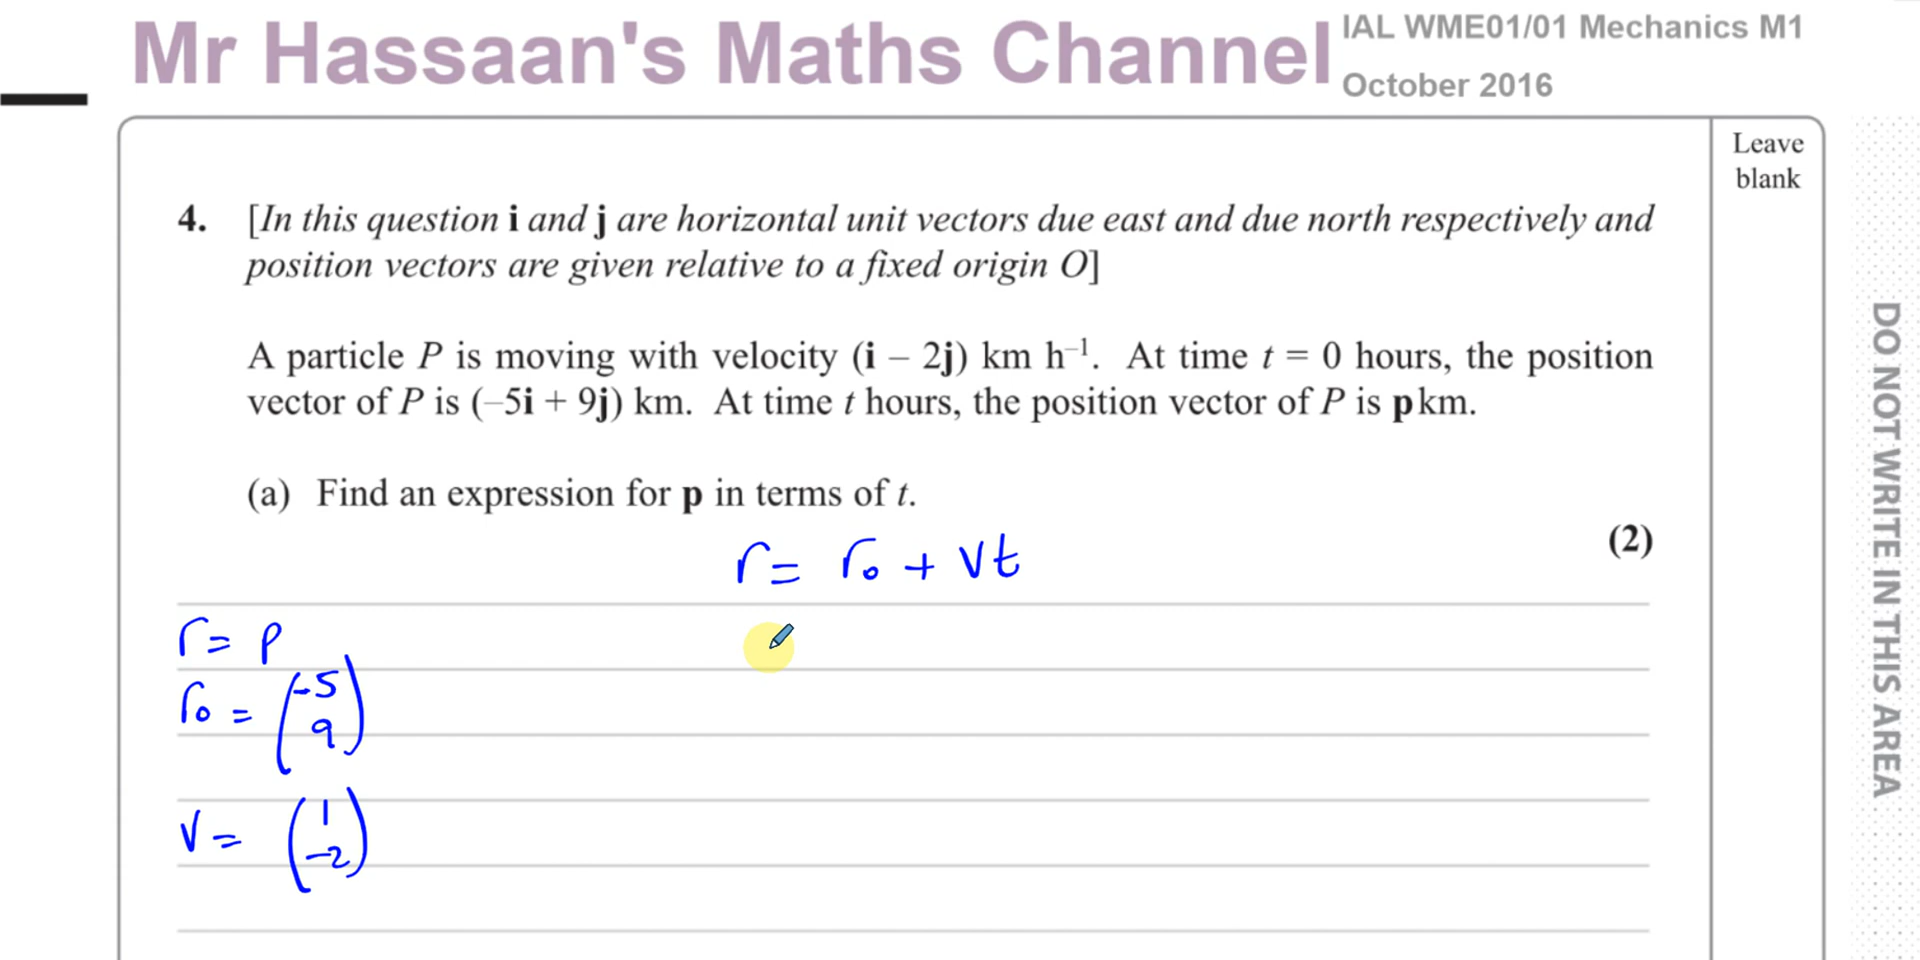 Mr Hassaan's Maths Channel
IAL WME01/01 Mechanics M1
October 2016
Leave
blank
4. [In this question i and j are horizontal unit vectors due east and due north respectively and
position vectors are given relative to a fixed origin O]
A particle P is moving with velocity (i – 2j) km h⁻¹. At time t = 0 hours, the position
vector of P is (–5i + 9j) km. At time t hours, the position vector of P is p km.
(a) Find an expression for p in terms of t.
(2)
r = r₀ + vt
r = p
r₀ = (-5
9)
v = (1
-2)
DO NOT WRITE IN THIS AREA